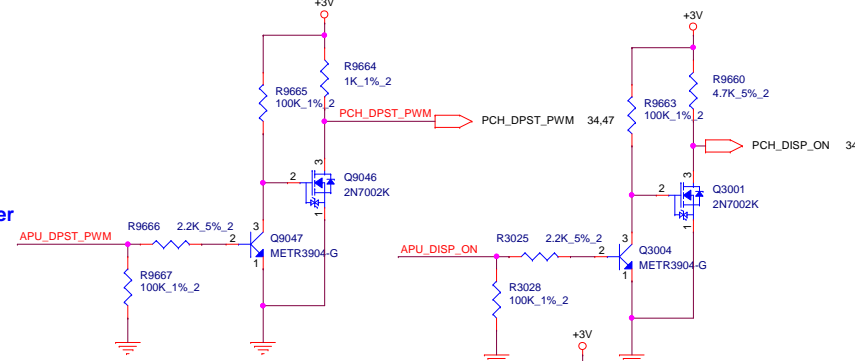 +3V
R9664
1K_1%_2
R9665
100K_1%_2
PCH_DPST_PWM
PCH_DPST_PWM 34,47
3
2
1
Q9046
2N7002K
er
APU_DPST_PWM
R9666 2.2K_5%_2
3
2
1
Q9047
METR3904-G
R9667
100K_1%_2
+3V
R9660
4.7K_5%_2
R9663
100K_1%_2
PCH_DISP_ON 34
3
2
1
Q3001
2N7002K
APU_DISP_ON
R3025 2.2K_5%_2
3
2
1
Q3004
METR3904-G
R3028
100K_1%_2
+3V